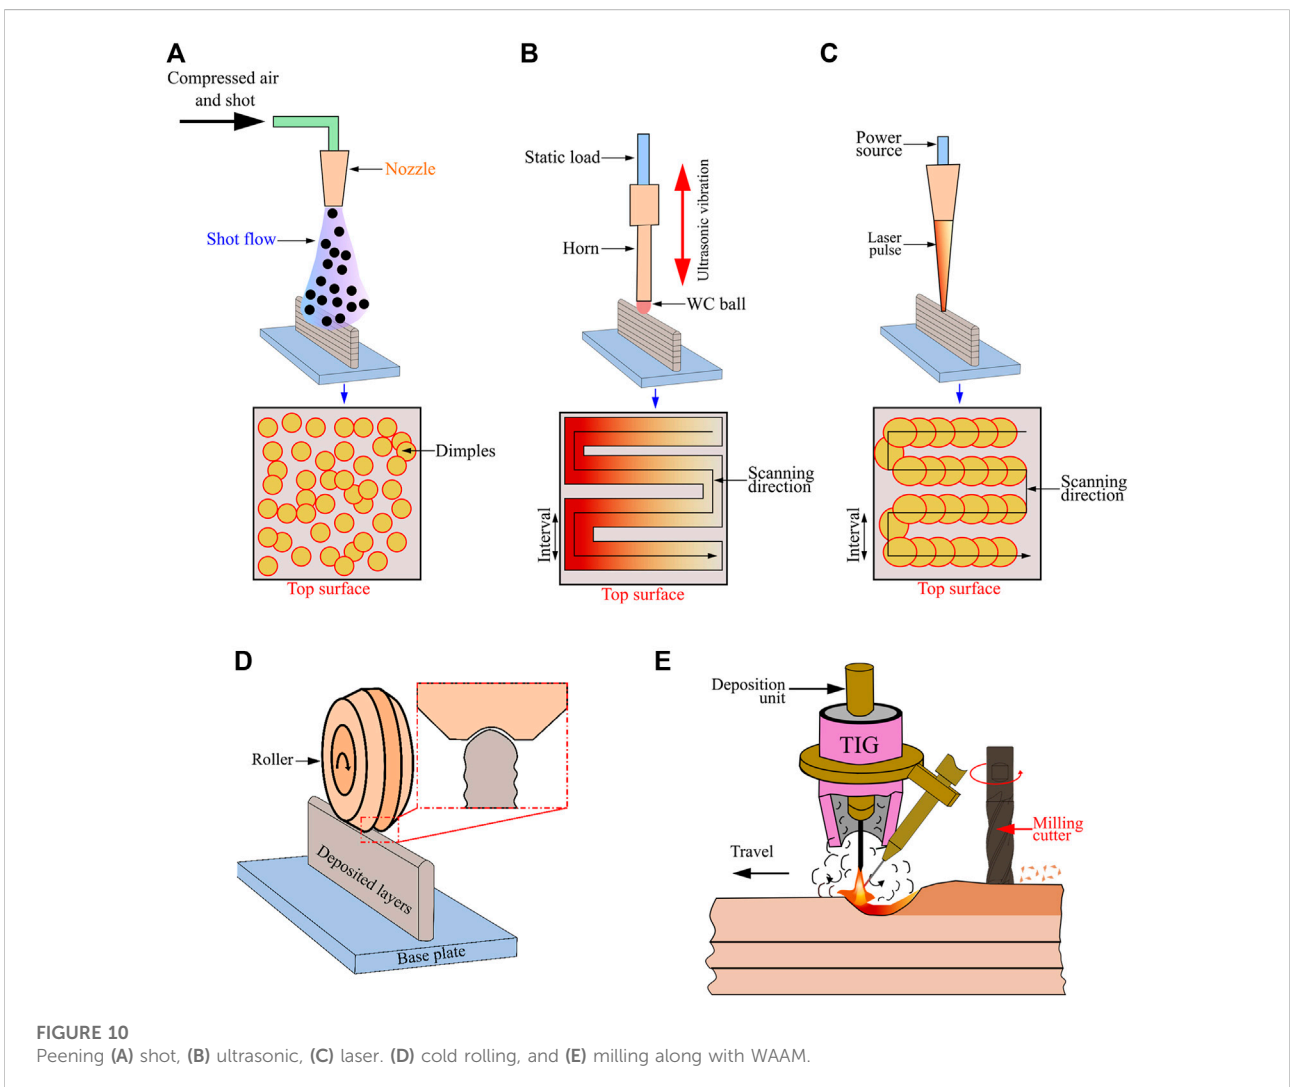 A
Compressed air
and shot
Nozzle
Shot flow
Dimples
Top surface
B
Static load
Ultrasonic vibration
Horn
WC ball
Scanning
direction
Interval
Top surface
C
Power
source
Laser
pulse
Scanning
direction
Interval
Top surface
D
Roller
Deposited layers
Base plate
E
Deposition
unit
TIG
Milling
cutter
Travel
FIGURE 10
Peening (A) shot, (B) ultrasonic, (C) laser. (D) cold rolling, and (E) milling along with WAAM.